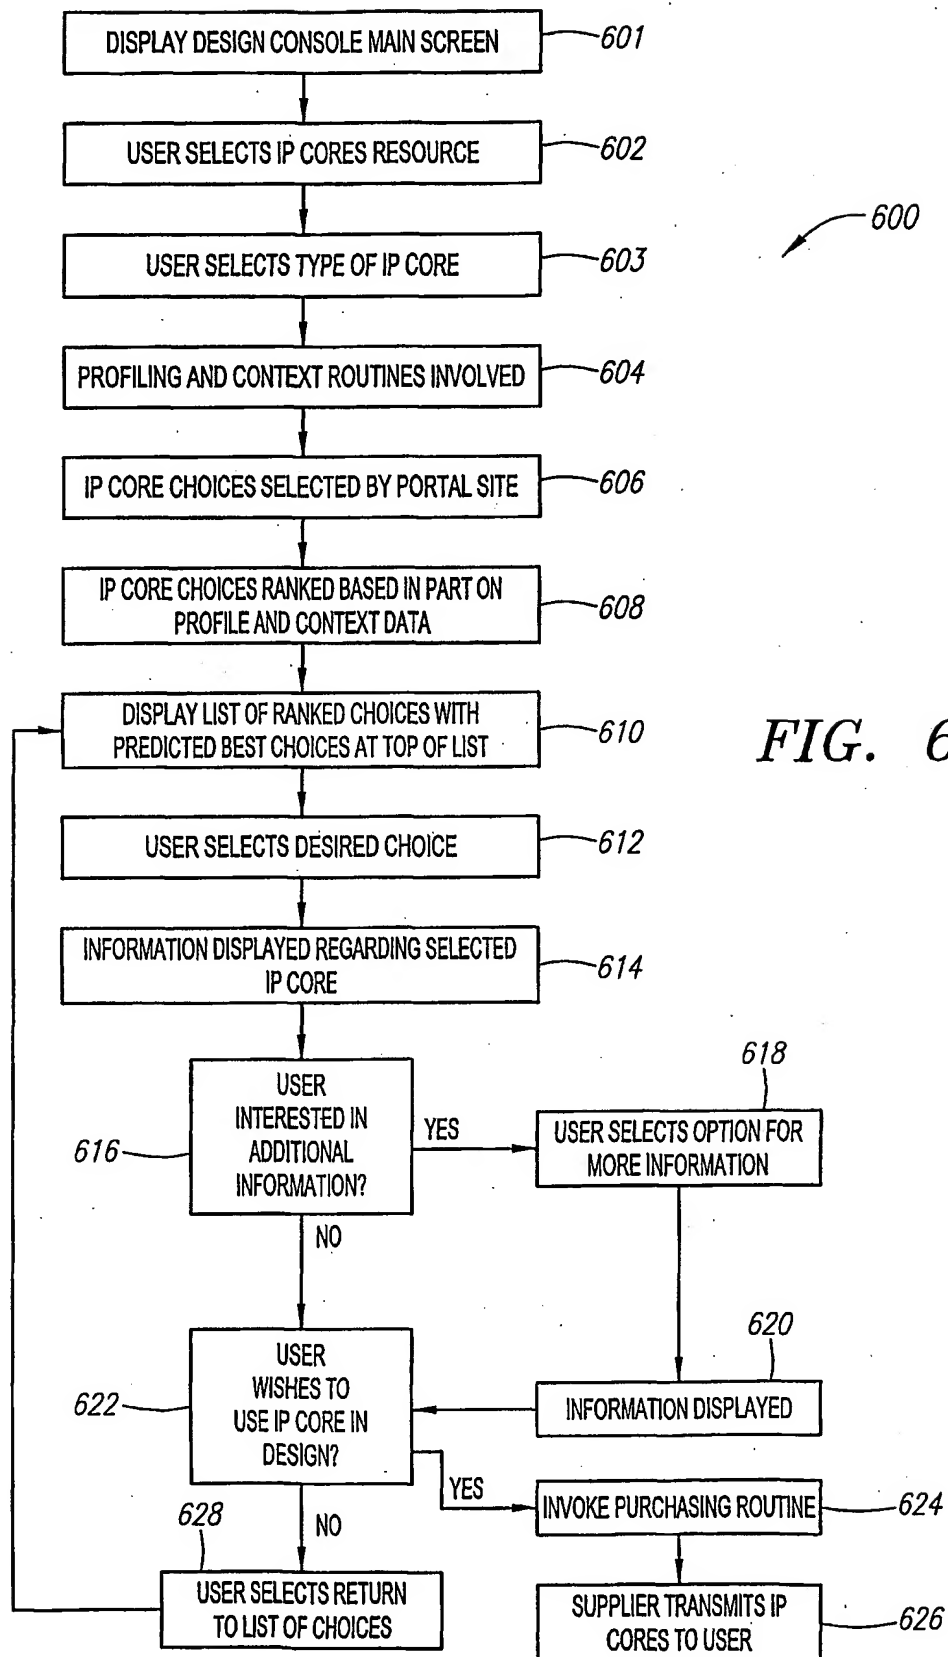 DISPLAY DESIGN CONSOLE MAIN SCREEN
601
USER SELECTS IP CORES RESOURCE
602
600
USER SELECTS TYPE OF IP CORE
603
PROFILING AND CONTEXT ROUTINES INVOLVED
604
IP CORE CHOICES SELECTED BY PORTAL SITE
606
IP CORE CHOICES RANKED BASED IN PART ON
PROFILE AND CONTEXT DATA
608
DISPLAY LIST OF RANKED CHOICES WITH
PREDICTED BEST CHOICES AT TOP OF LIST
610
FIG. 6
USER SELECTS DESIRED CHOICE
612
INFORMATION DISPLAYED REGARDING SELECTED
IP CORE
614
616
USER
INTERESTED IN
ADDITIONAL
INFORMATION?
YES
NO
618
USER SELECTS OPTION FOR
MORE INFORMATION
620
INFORMATION DISPLAYED
622
USER
WISHES TO
USE IP CORE IN
DESIGN?
YES
NO
INVOKE PURCHASING ROUTINE
624
628
USER SELECTS RETURN
TO LIST OF CHOICES
SUPPLIER TRANSMITS IP
CORES TO USER
626